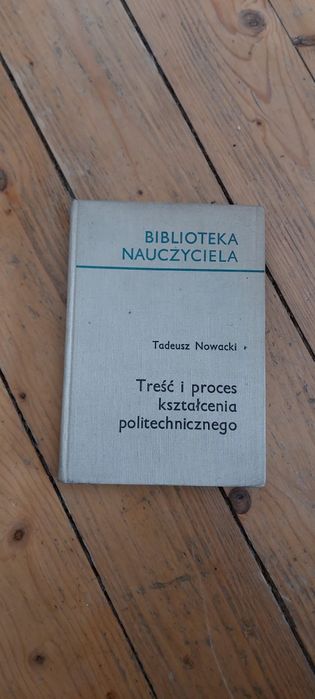 BIBLIOTEKA
NAUCZYCIELA
Tadeusz Nowacki
Treść i proces
kształcenia
politechnicznego